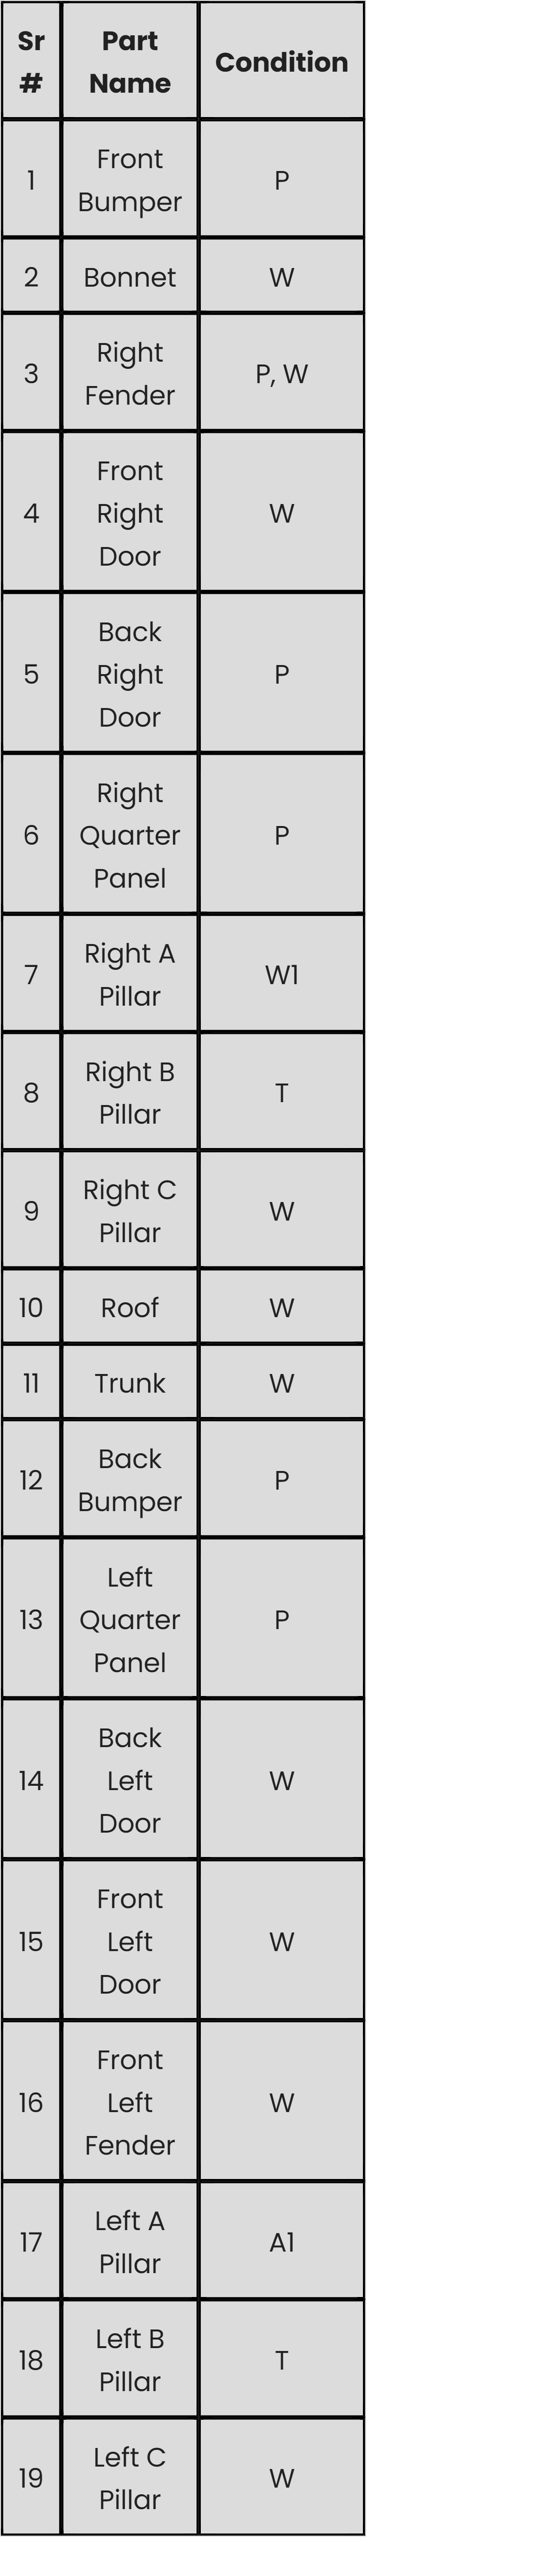 Sr # Part Name Condition
1 Front Bumper P
2 Bonnet W
3 Right Fender P, W
4 Front Right Door W
5 Back Right Door P
6 Right Quarter Panel P
7 Right A Pillar W1
8 Right B Pillar T
9 Right C Pillar W
10 Roof W
11 Trunk W
12 Back Bumper P
13 Left Quarter Panel P
14 Back Left Door W
15 Front Left Door W
16 Front Left Fender W
17 Left A Pillar A1
18 Left B Pillar T
19 Left C Pillar W